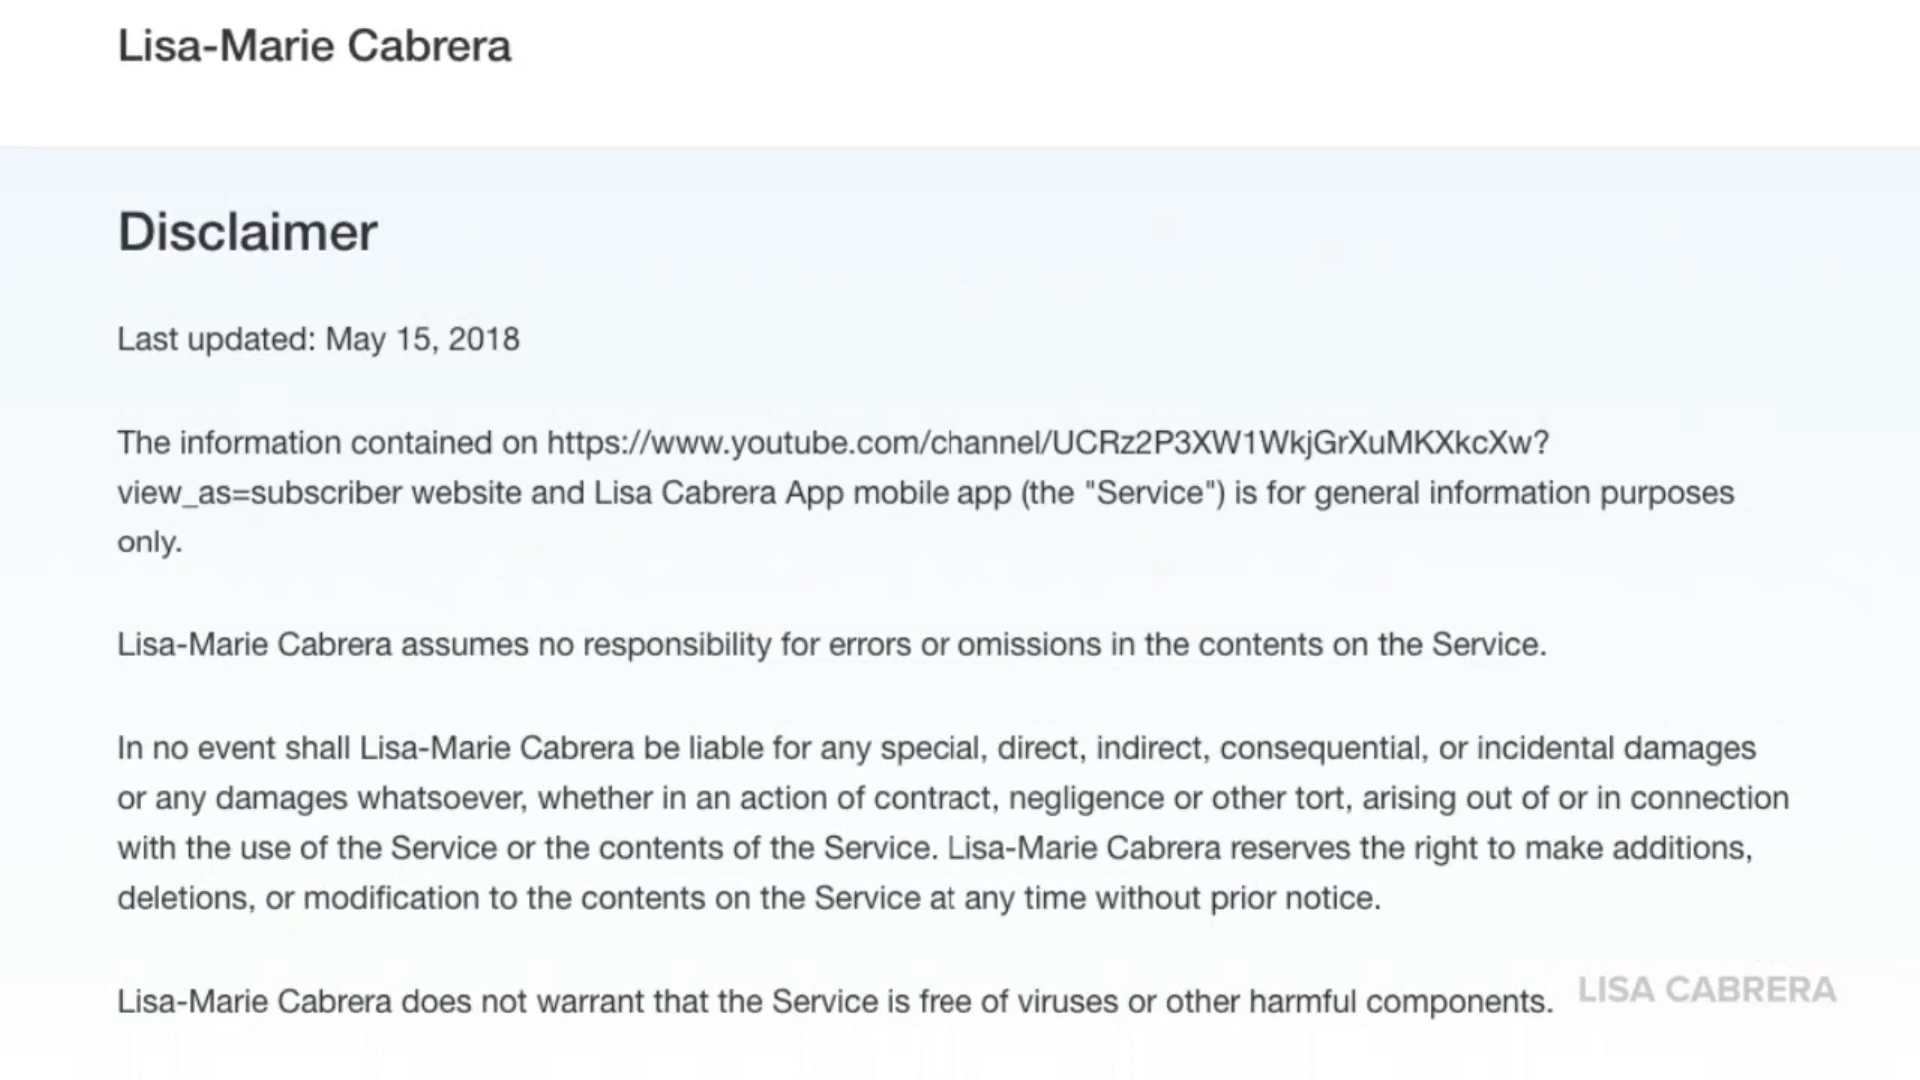 Lisa-Marie Cabrera
Disclaimer
Last updated: May 15, 2018
The information contained on https://www.youtube.com/channel/UCRz2P3XW1WkjGrXuMKXkcXw?
view_as=subscriber website and Lisa Cabrera App mobile app (the "Service") is for general information purposes
only.
Lisa-Marie Cabrera assumes no responsibility for errors or omissions in the contents on the Service.
In no event shall Lisa-Marie Cabrera be liable for any special, direct, indirect, consequential, or incidental damages
or any damages whatsoever, whether in an action of contract, negligence or other tort, arising out of or in connection
with the use of the Service or the contents of the Service. Lisa-Marie Cabrera reserves the right to make additions,
deletions, or modification to the contents on the Service at any time without prior notice.
Lisa-Marie Cabrera does not warrant that the Service is free of viruses or other harmful components.
LISA CABRERA